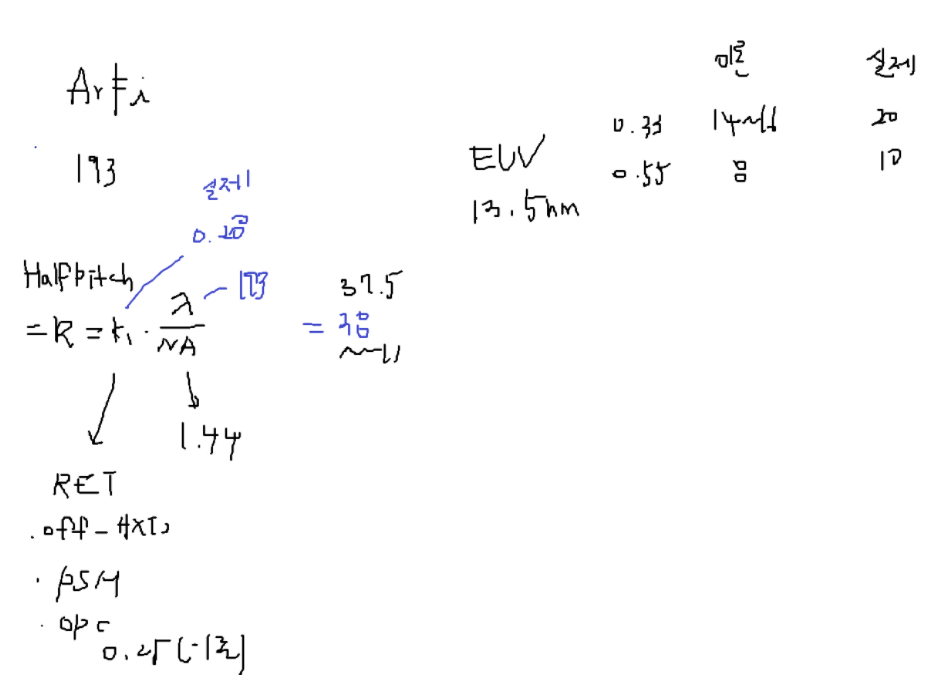 ArFi
193
실제
0.28
Half pitch
193
= R = k₁ · λ/NA
37.5
= 38
nm
1.44
RET
· off-Axis
· PSM
· OPC
0.25 (이론)
이론 실제
0.33 14nm 20
EUV
0.55 8 10
13.5nm